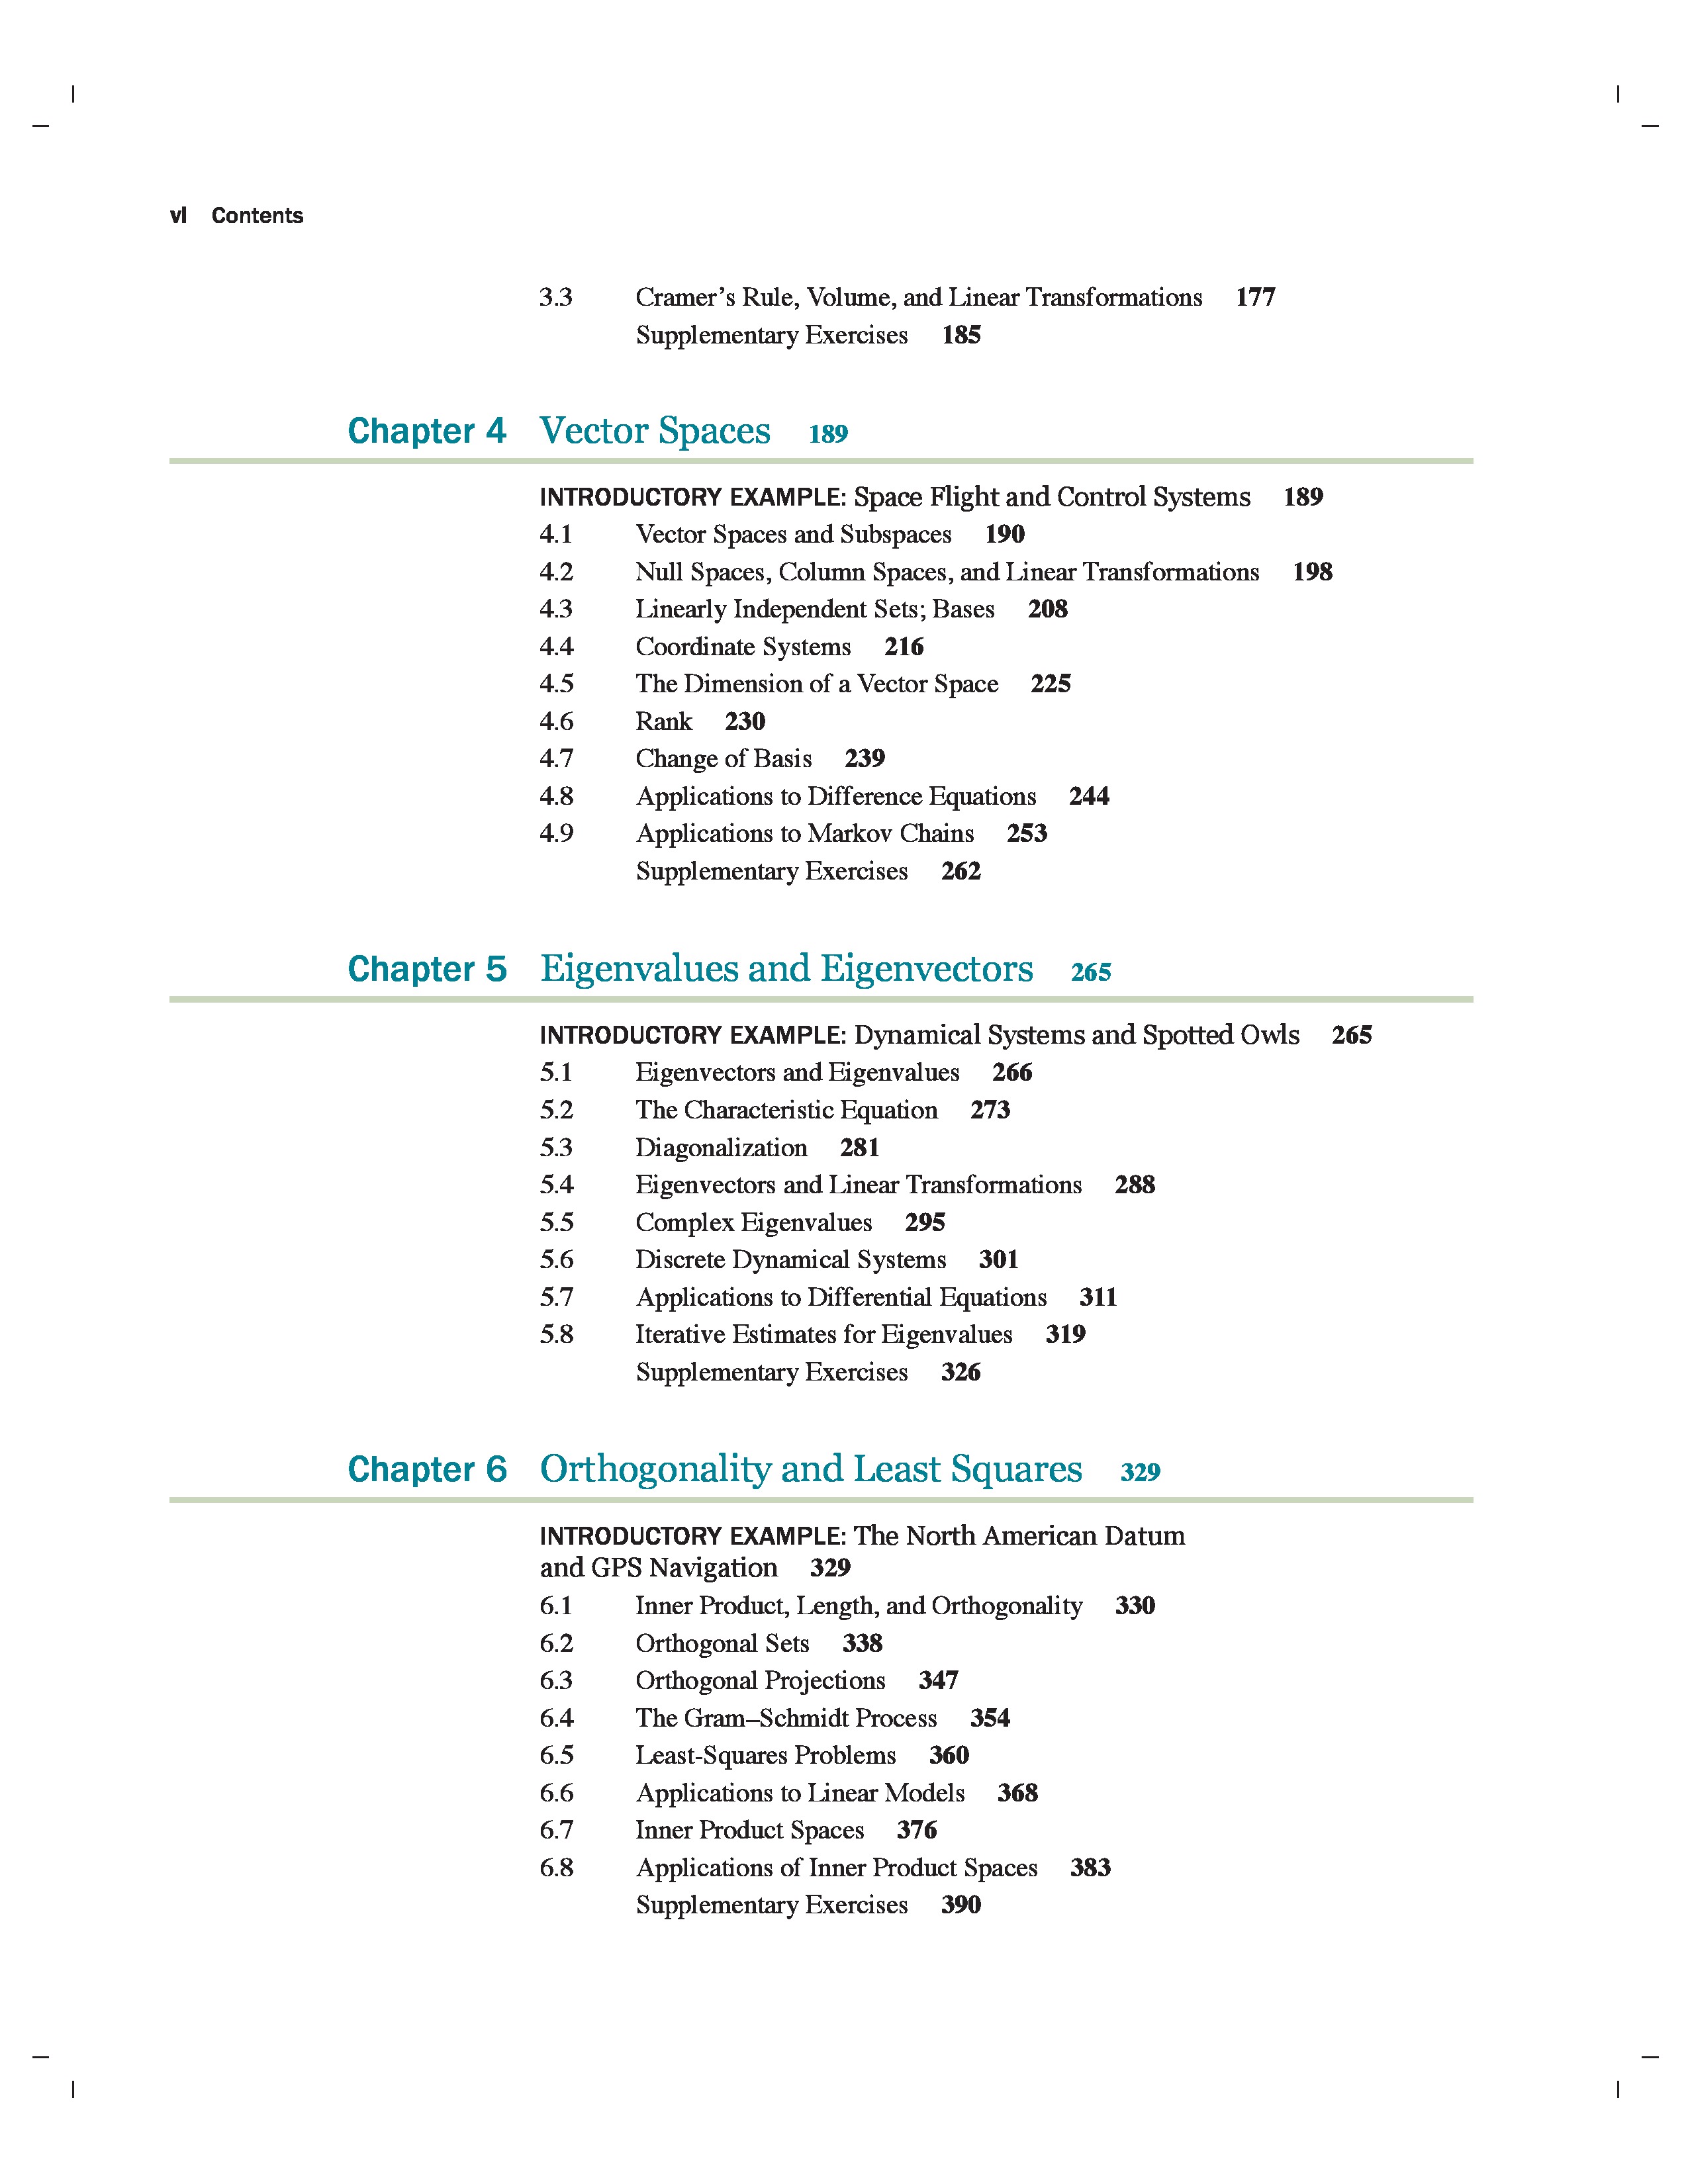 vi Contents
3.3 Cramer’s Rule, Volume, and Linear Transformations 177
Supplementary Exercises 185
Chapter 4 Vector Spaces 189
INTRODUCTORY EXAMPLE: Space Flight and Control Systems 189
4.1 Vector Spaces and Subspaces 190
4.2 Null Spaces, Column Spaces, and Linear Transformations 198
4.3 Linearly Independent Sets; Bases 208
4.4 Coordinate Systems 216
4.5 The Dimension of a Vector Space 225
4.6 Rank 230
4.7 Change of Basis 239
4.8 Applications to Difference Equations 244
4.9 Applications to Markov Chains 253
Supplementary Exercises 262
Chapter 5 Eigenvalues and Eigenvectors 265
INTRODUCTORY EXAMPLE: Dynamical Systems and Spotted Owls 265
5.1 Eigenvectors and Eigenvalues 266
5.2 The Characteristic Equation 273
5.3 Diagonalization 281
5.4 Eigenvectors and Linear Transformations 288
5.5 Complex Eigenvalues 295
5.6 Discrete Dynamical Systems 301
5.7 Applications to Differential Equations 311
5.8 Iterative Estimates for Eigenvalues 319
Supplementary Exercises 326
Chapter 6 Orthogonality and Least Squares 329
INTRODUCTORY EXAMPLE: The North American Datum
and GPS Navigation 329
6.1 Inner Product, Length, and Orthogonality 330
6.2 Orthogonal Sets 338
6.3 Orthogonal Projections 347
6.4 The Gram–Schmidt Process 354
6.5 Least-Squares Problems 360
6.6 Applications to Linear Models 368
6.7 Inner Product Spaces 376
6.8 Applications of Inner Product Spaces 383
Supplementary Exercises 390